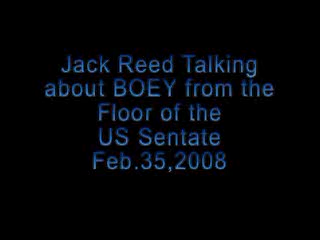 Jack Reed Talking
about BOEY from the
Floor of the
US Sentate
Feb.35,2008